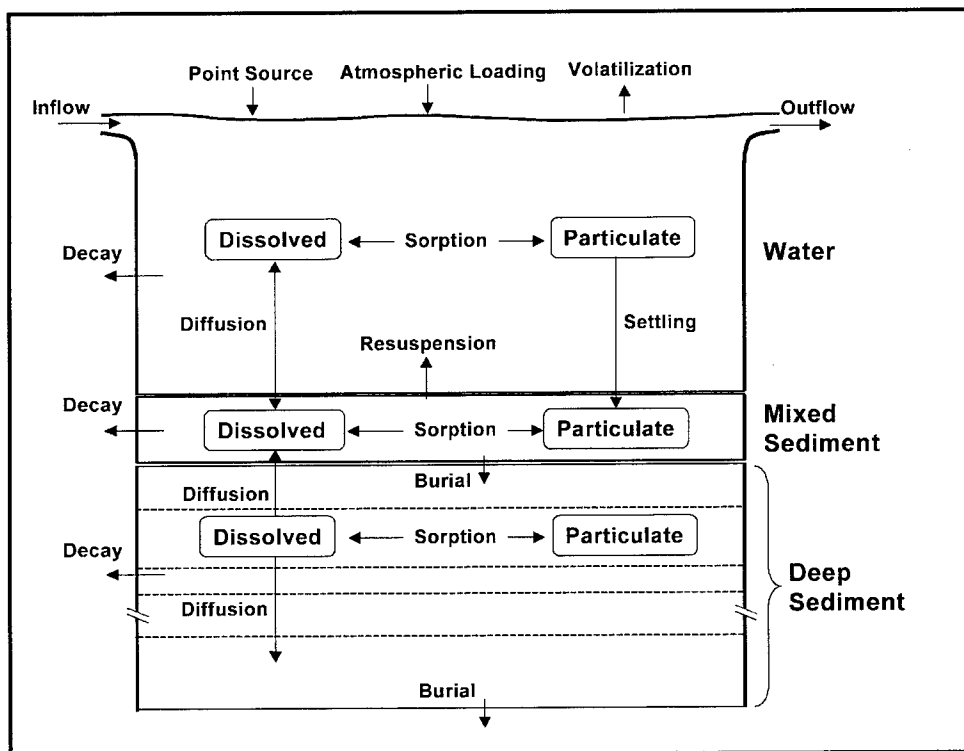 Point Source
Atmospheric Loading
Volatilization
Inflow
Outflow
Dissolved
Sorption
Particulate
Decay
Water
Diffusion
Settling
Resuspension
Decay
Dissolved
Sorption
Particulate
Mixed
Sediment
Burial
Diffusion
Dissolved
Sorption
Particulate
Decay
Deep
Sediment
Diffusion
Burial